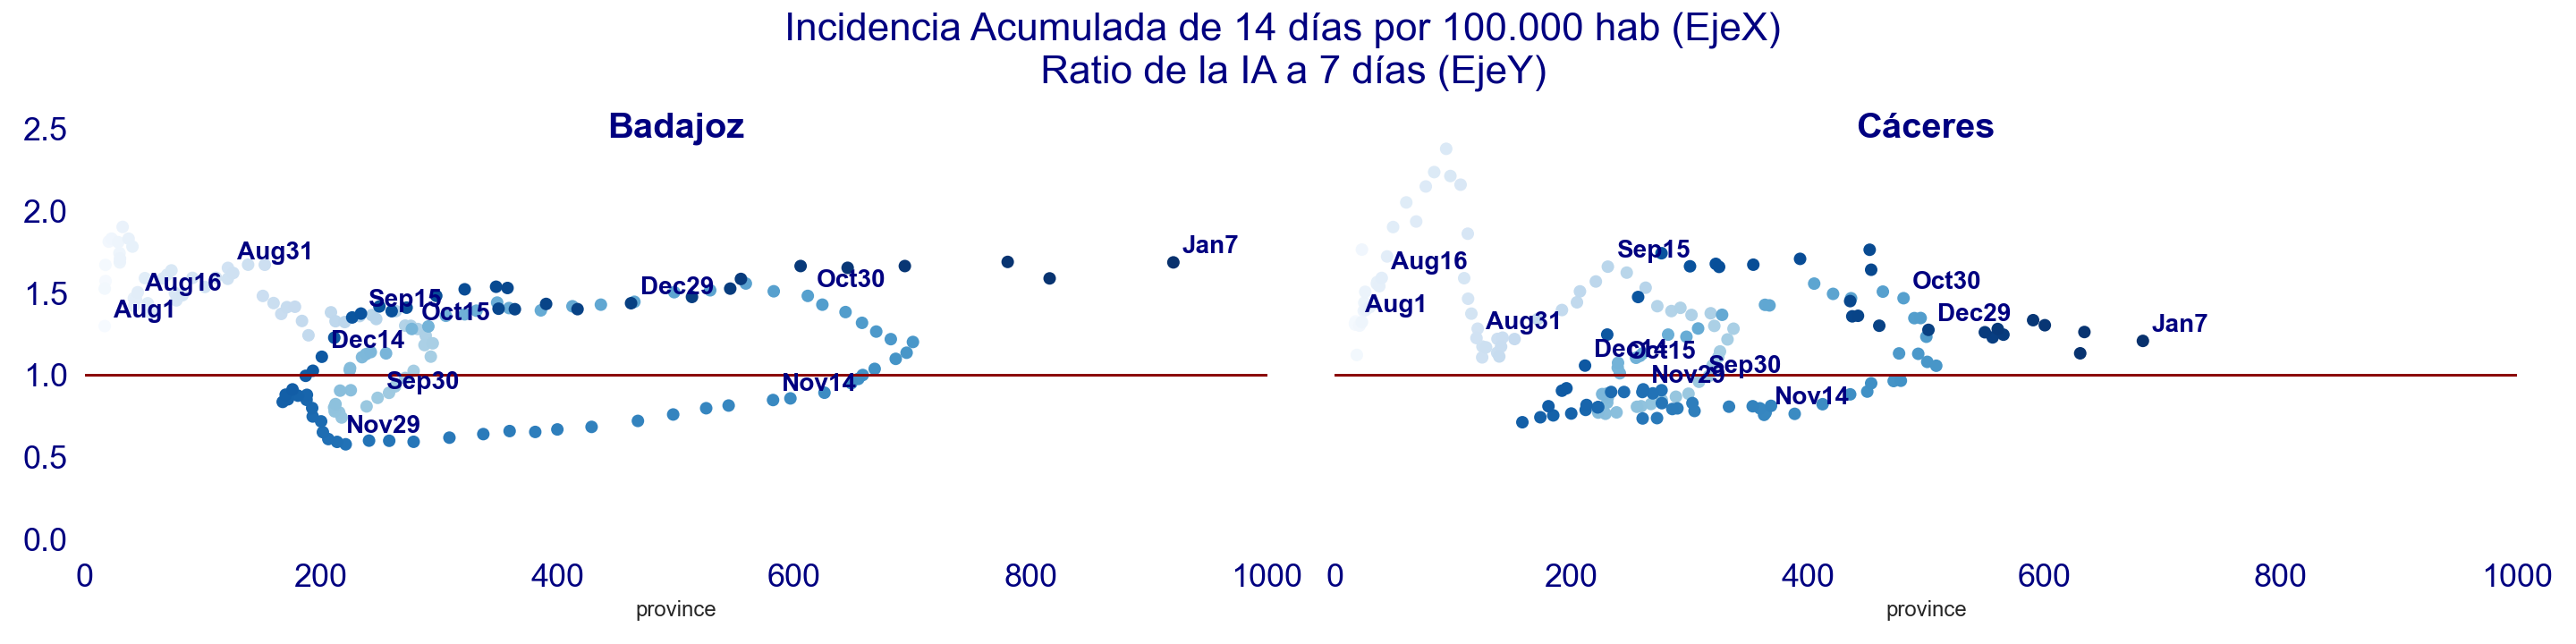 Incidencia Acumulada de 14 días por 100.000 hab (EjeX)
Ratio de la IA a 7 días (EjeY)
Badajoz
2.5
2.0
1.5
1.0
0.5
0.0
Aug31
Jan7
Aug16
Dec29
Oct30
Aug1
Sep15
Oct15
Dec14
Sep30
Nov14
Nov29
0
200
400
600
800
1000
province
Cáceres
Sep15
Aug16
Oct30
Aug1
Aug31
Dec29
Jan7
Dec14
Oct15
Sep30
Nov29
Nov14
0
200
400
600
800
1000
province